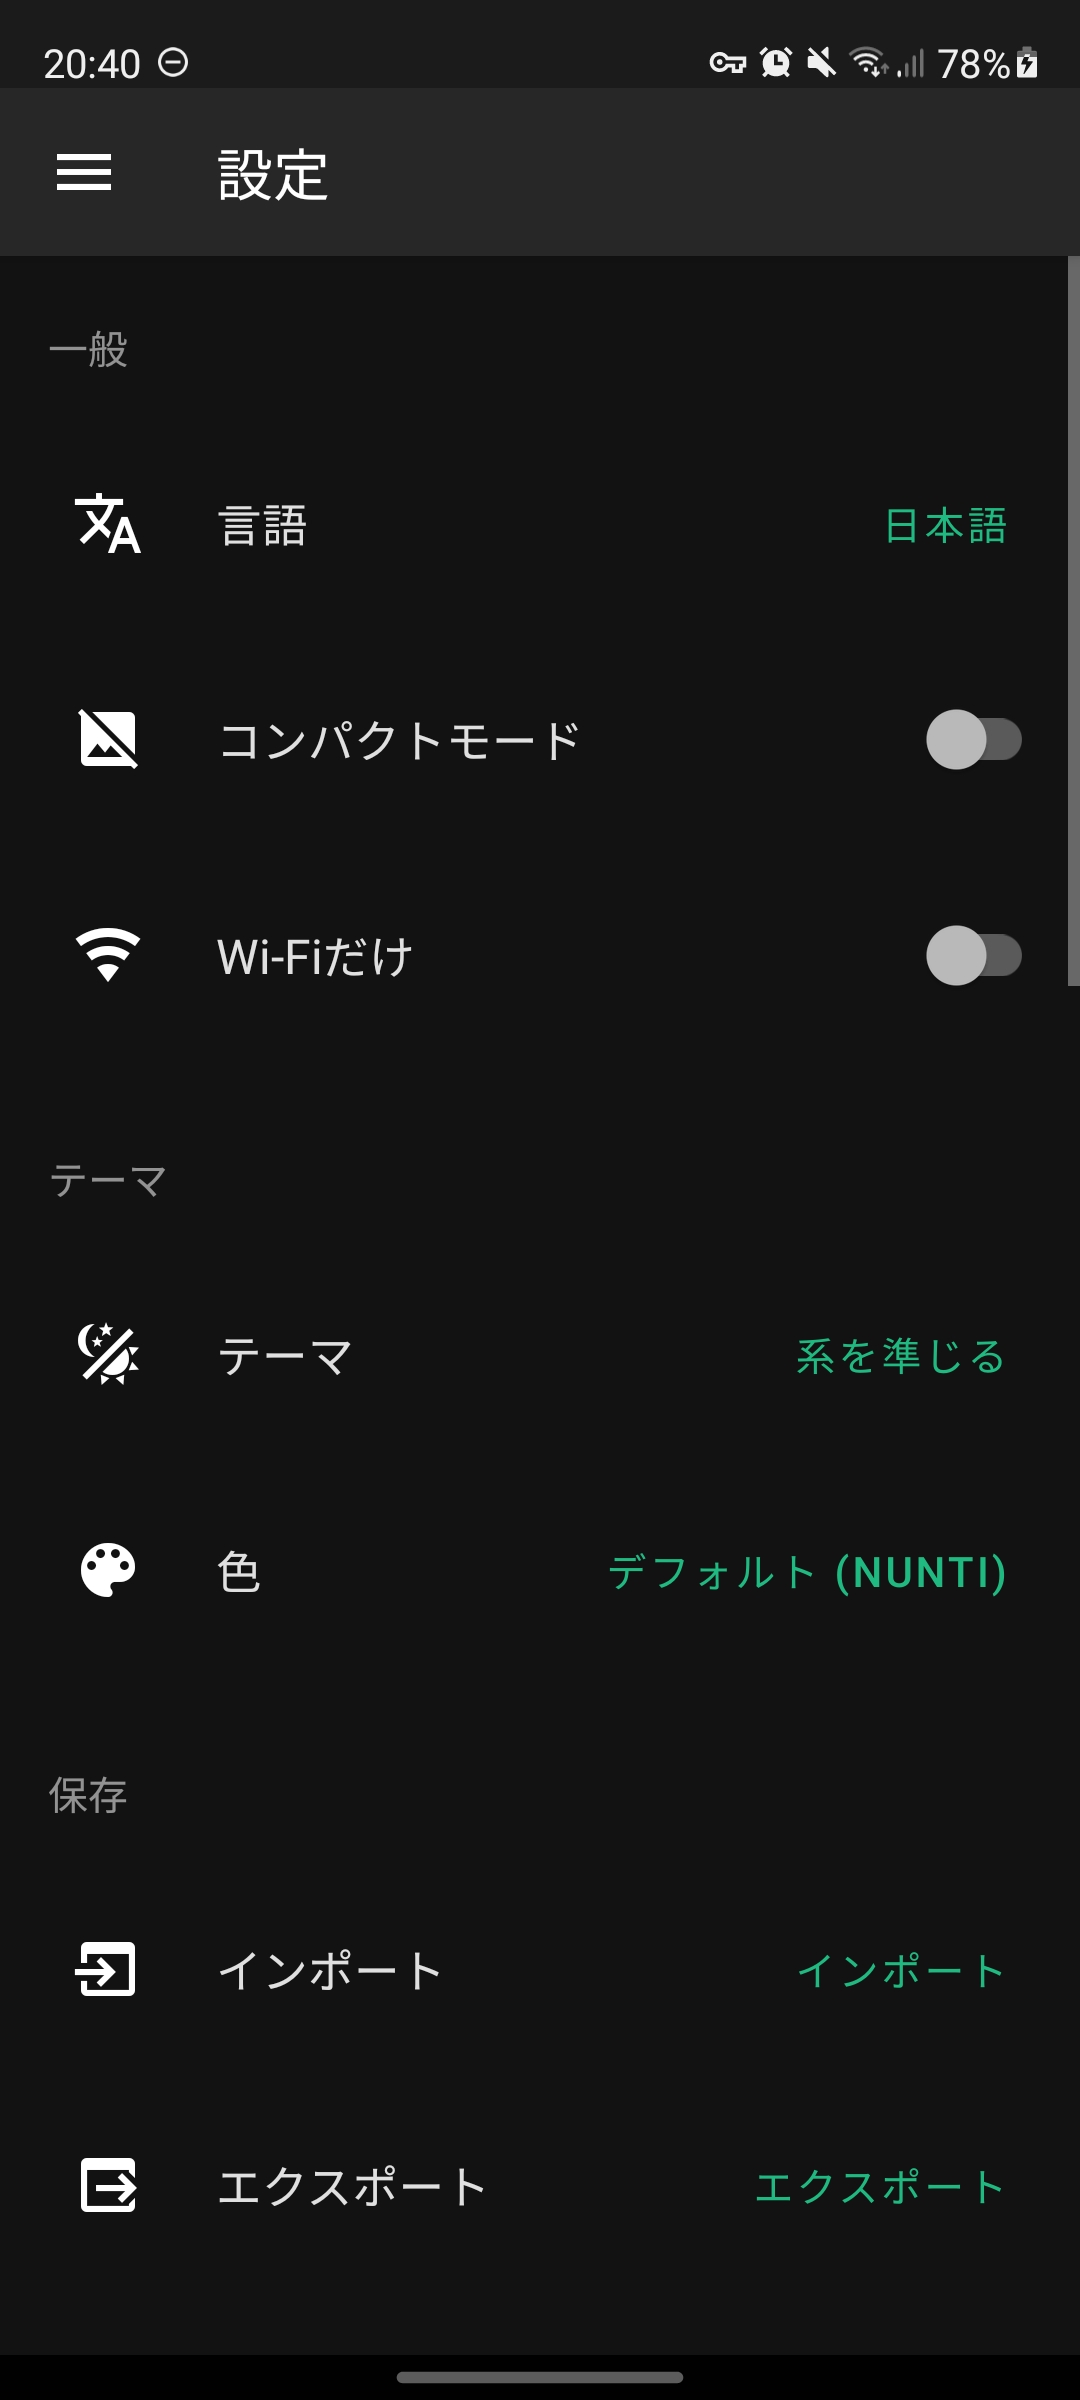 20:40 78%
設定
一般
言語 日本語
コンパクトモード
Wi-Fiだけ
テーマ
テーマ 系を準じる
色 デフォルト (NUNTI)
保存
インポート インポート
エクスポート エクスポート